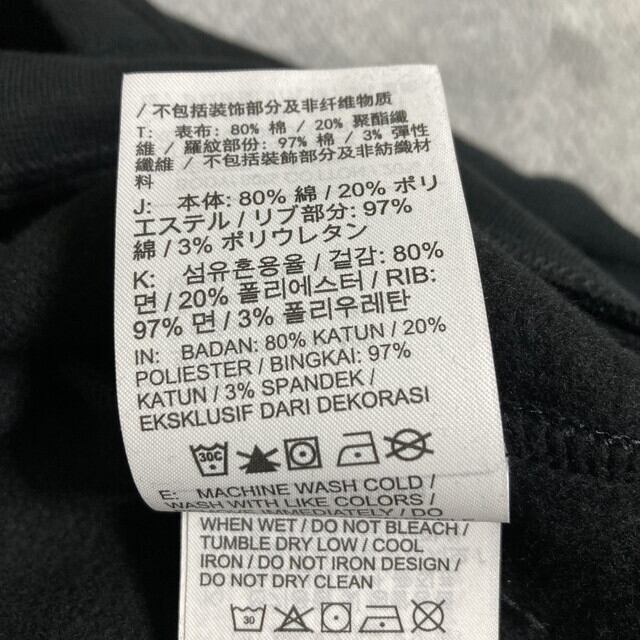 / 不包括装饰部分及非纤维物质
T: 表布: 80% 棉 / 20% 聚酯纖
維 / 羅紋部份: 97% 棉 / 3% 彈性
纖維 / 不包括裝飾部分及非紡織材
料
J: 本体: 80% 綿 / 20% ポリ
エステル / リブ部分: 97%
綿 / 3% ポリウレタン
K: 섬유혼용율 / 겉감: 80%
면 / 20% 폴리에스터 / RIB:
97% 면 / 3% 폴리우레탄
IN: BADAN: 80% KATUN / 20%
POLIESTER / BINGKAI: 97%
KATUN / 3% SPANDEK /
EKSKLUSIF DARI DEKORASI
30C
E: MACHINE WASH COLD /
WASH WITH LIKE COLORS /
IMMEDIATELY / DO
WHEN WET / DO NOT BLEACH /
TUMBLE DRY LOW / COOL
IRON / DO NOT IRON DESIGN /
DO NOT DRY CLEAN
30